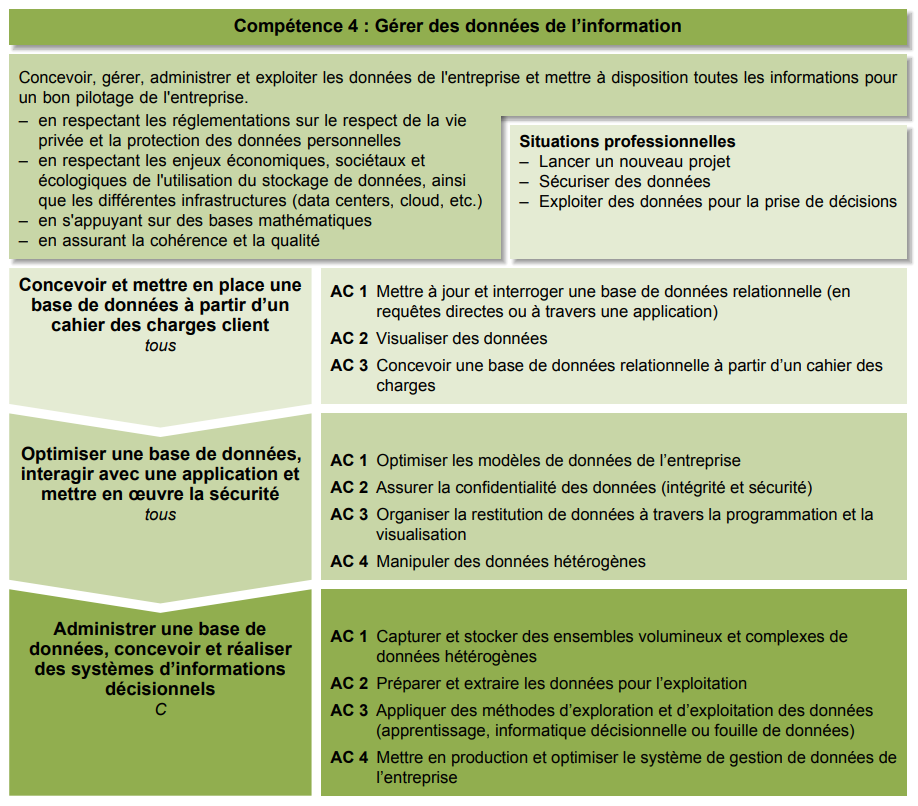 Compétence 4 : Gérer des données de l’information
Concevoir, gérer, administrer et exploiter les données de l'entreprise et mettre à disposition toutes les informations pour
un bon pilotage de l'entreprise.
– en respectant les réglementations sur le respect de la vie
privée et la protection des données personnelles
– en respectant les enjeux économiques, sociétaux et
écologiques de l'utilisation du stockage de données, ainsi
que les différentes infrastructures (data centers, cloud, etc.)
– en s'appuyant sur des bases mathématiques
– en assurant la cohérence et la qualité
Situations professionnelles
– Lancer un nouveau projet
– Sécuriser des données
– Exploiter des données pour la prise de décisions
Concevoir et mettre en place une
base de données à partir d’un
cahier des charges client
tous
AC 1 Mettre à jour et interroger une base de données relationnelle (en
requêtes directes ou à travers une application)
AC 2 Visualiser des données
AC 3 Concevoir une base de données relationnelle à partir d’un cahier des
charges
Optimiser une base de données,
interagir avec une application et
mettre en œuvre la sécurité
tous
AC 1 Optimiser les modèles de données de l’entreprise
AC 2 Assurer la confidentialité des données (intégrité et sécurité)
AC 3 Organiser la restitution de données à travers la programmation et la
visualisation
AC 4 Manipuler des données hétérogènes
Administrer une base de
données, concevoir et réaliser
des systèmes d’informations
décisionnels
C
AC 1 Capturer et stocker des ensembles volumineux et complexes de
données hétérogènes
AC 2 Préparer et extraire les données pour l’exploitation
AC 3 Appliquer des méthodes d’exploration et d’exploitation des données
(apprentissage, informatique décisionnelle ou fouille de données)
AC 4 Mettre en production et optimiser le système de gestion de données de
l’entreprise